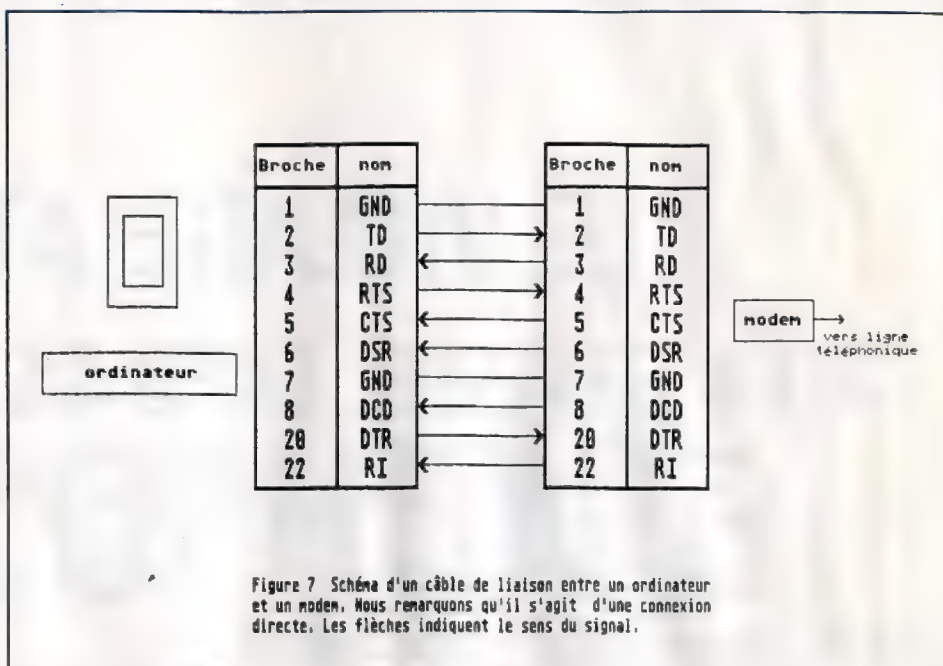 Broche nom Broche nom
1 GND 1 GND
2 TD 2 TD
3 RD 3 RD
4 RTS 4 RTS
5 CTS 5 CTS
6 DSR 6 DSR
7 GND 7 GND
8 DCD 8 DCD
20 DTR 20 DTR
22 RI 22 RI
ordinateur
modem
vers ligne
téléphonique
Figure 7 Schéma d'un câble de liaison entre un ordinateur
et un modem. Nous remarquons qu'il s'agit d'une connexion
directe. Les flèches indiquent le sens du signal.